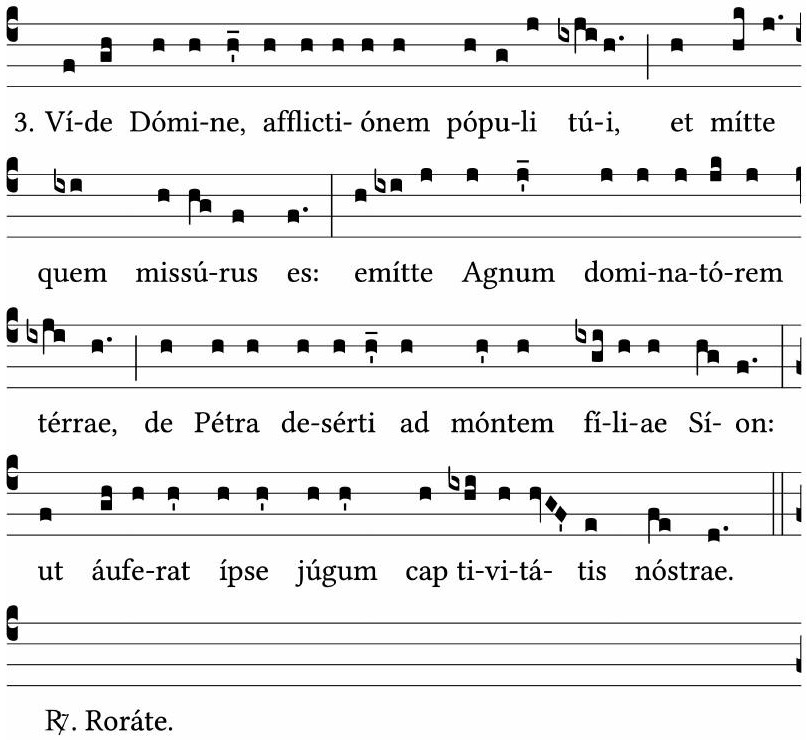 3. Ví-de Dómi-ne, afflicti-ónem pópu-li tú-i, et mítte
quem missú-rus es: emítte Agnum domi-na-tó-rem
térrae, de Pétra de-sérti ad móntem fí-li-ae Sí-on:
ut áufe-rat ípse júgum cap ti-vi-tá-tis nóstrae.
℟. Roráte.